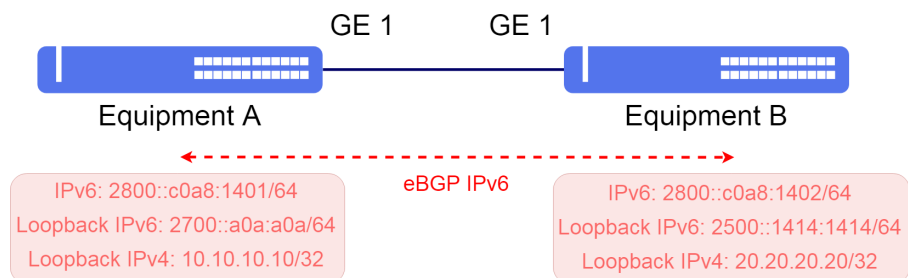 GE 1
GE 1
Equipment A
Equipment B
eBGP IPv6
IPv6: 2800::c0a8:1401/64
Loopback IPv6: 2700::a0a:a0a/64
Loopback IPv4: 10.10.10.10/32
IPv6: 2800::c0a8:1402/64
Loopback IPv6: 2500::1414:1414/64
Loopback IPv4: 20.20.20.20/32